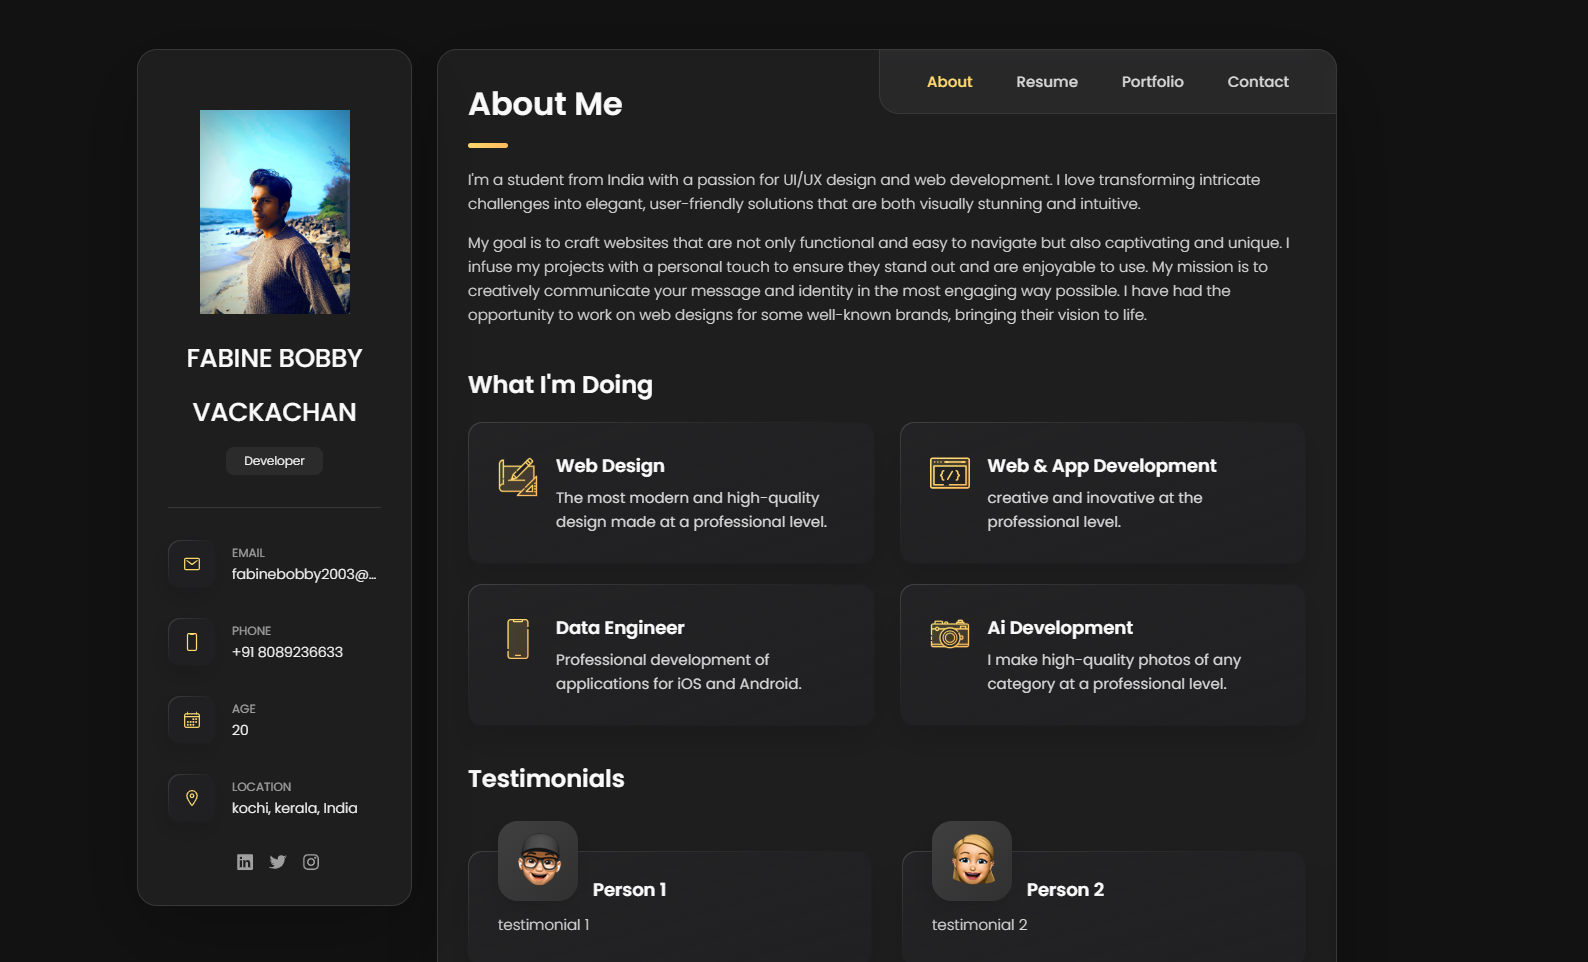 FABINE BOBBY
VACKACHAN
Developer
EMAIL
fabinebobby2003@...
PHONE
+91 8089236633
AGE
20
LOCATION
kochi, kerala, India
About
Resume
Portfolio
Contact
About Me
I'm a student from India with a passion for UI/UX design and web development. I love transforming intricate
challenges into elegant, user-friendly solutions that are both visually stunning and intuitive.
My goal is to craft websites that are not only functional and easy to navigate but also captivating and unique. I
infuse my projects with a personal touch to ensure they stand out and are enjoyable to use. My mission is to
creatively communicate your message and identity in the most engaging way possible. I have had the
opportunity to work on web designs for some well-known brands, bringing their vision to life.
What I'm Doing
Web Design
The most modern and high-quality
design made at a professional level.
Web & App Development
creative and inovative at the
professional level.
Data Engineer
Professional development of
applications for iOS and Android.
Ai Development
I make high-quality photos of any
category at a professional level.
Testimonials
Person 1
testimonial 1
Person 2
testimonial 2